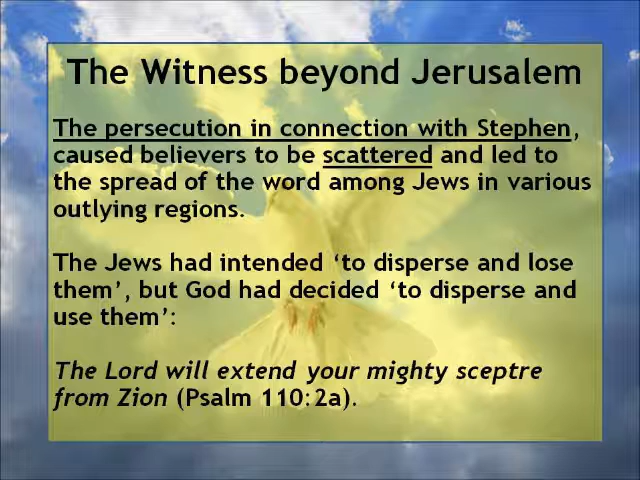 The Witness beyond Jerusalem
The persecution in connection with Stephen,
caused believers to be scattered and led to
the spread of the word among Jews in various
outlying regions.
The Jews had intended ‘to disperse and lose
them’, but God had decided ‘to disperse and
use them’:
The Lord will extend your mighty sceptre
from Zion (Psalm 110:2a).